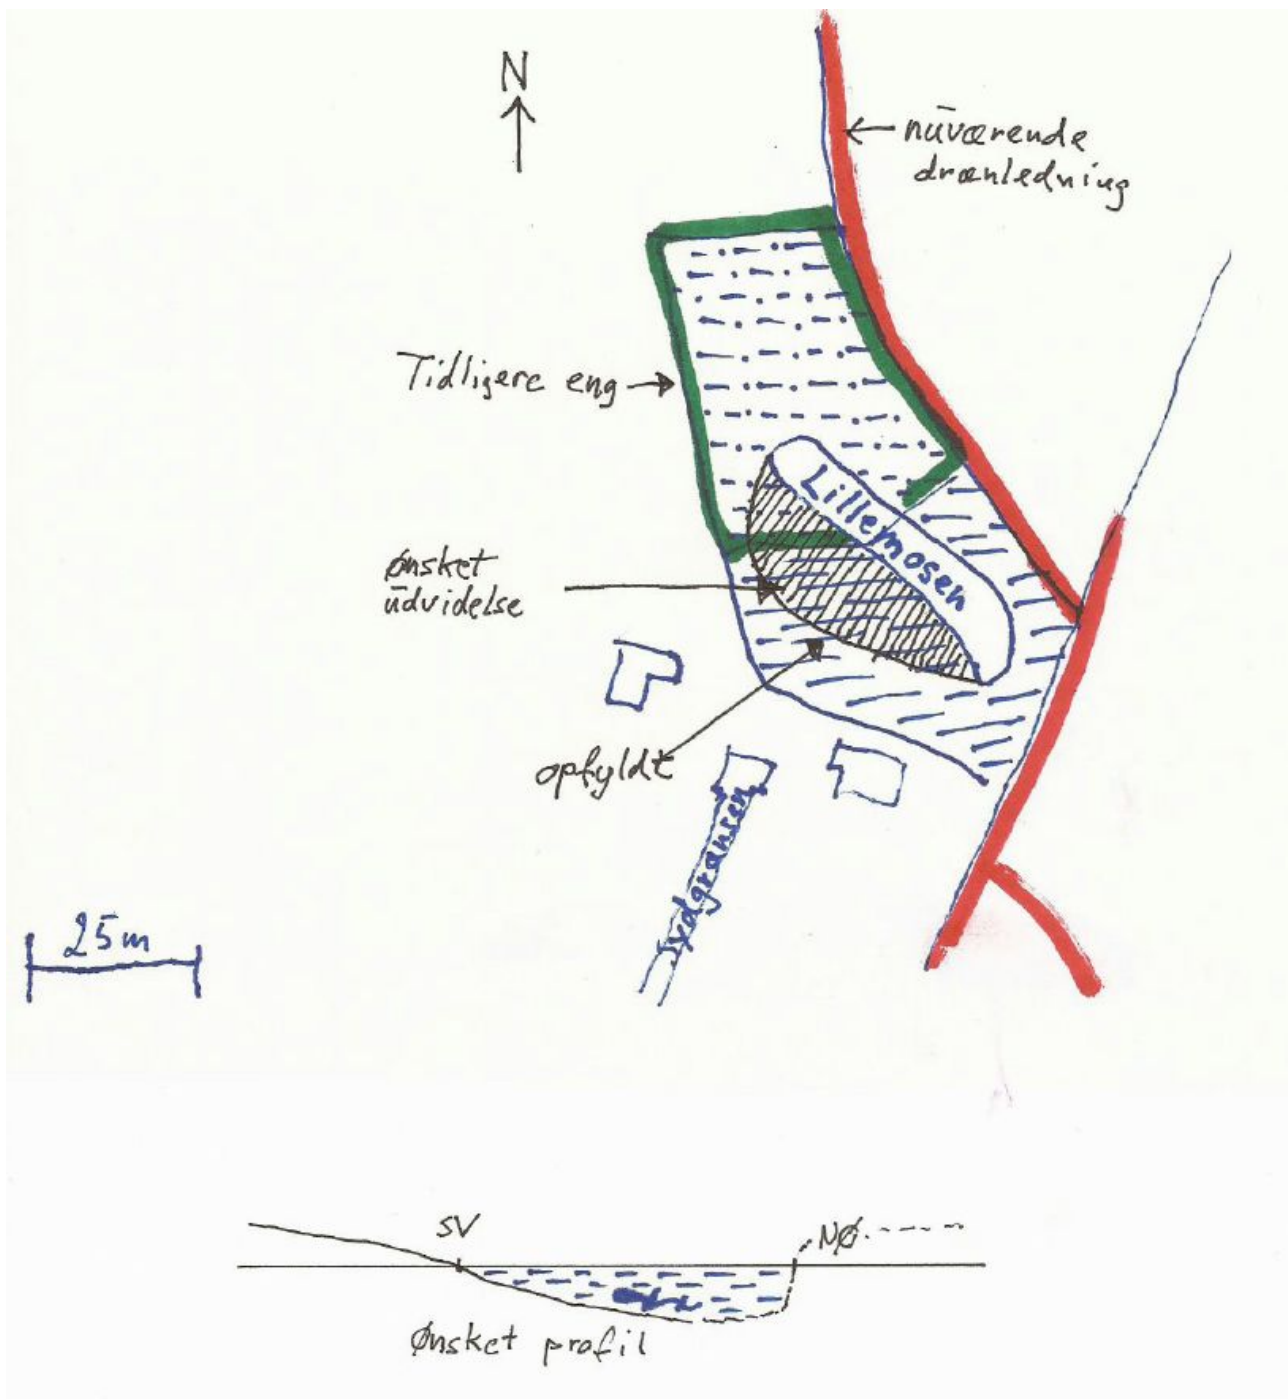 N
nuværende
drænledning
Tidligere eng
Lillemosen
Ønsket
udvidelse
opfyldt
Sydgrænsen
25m
SV
NØ
Ønsket profil